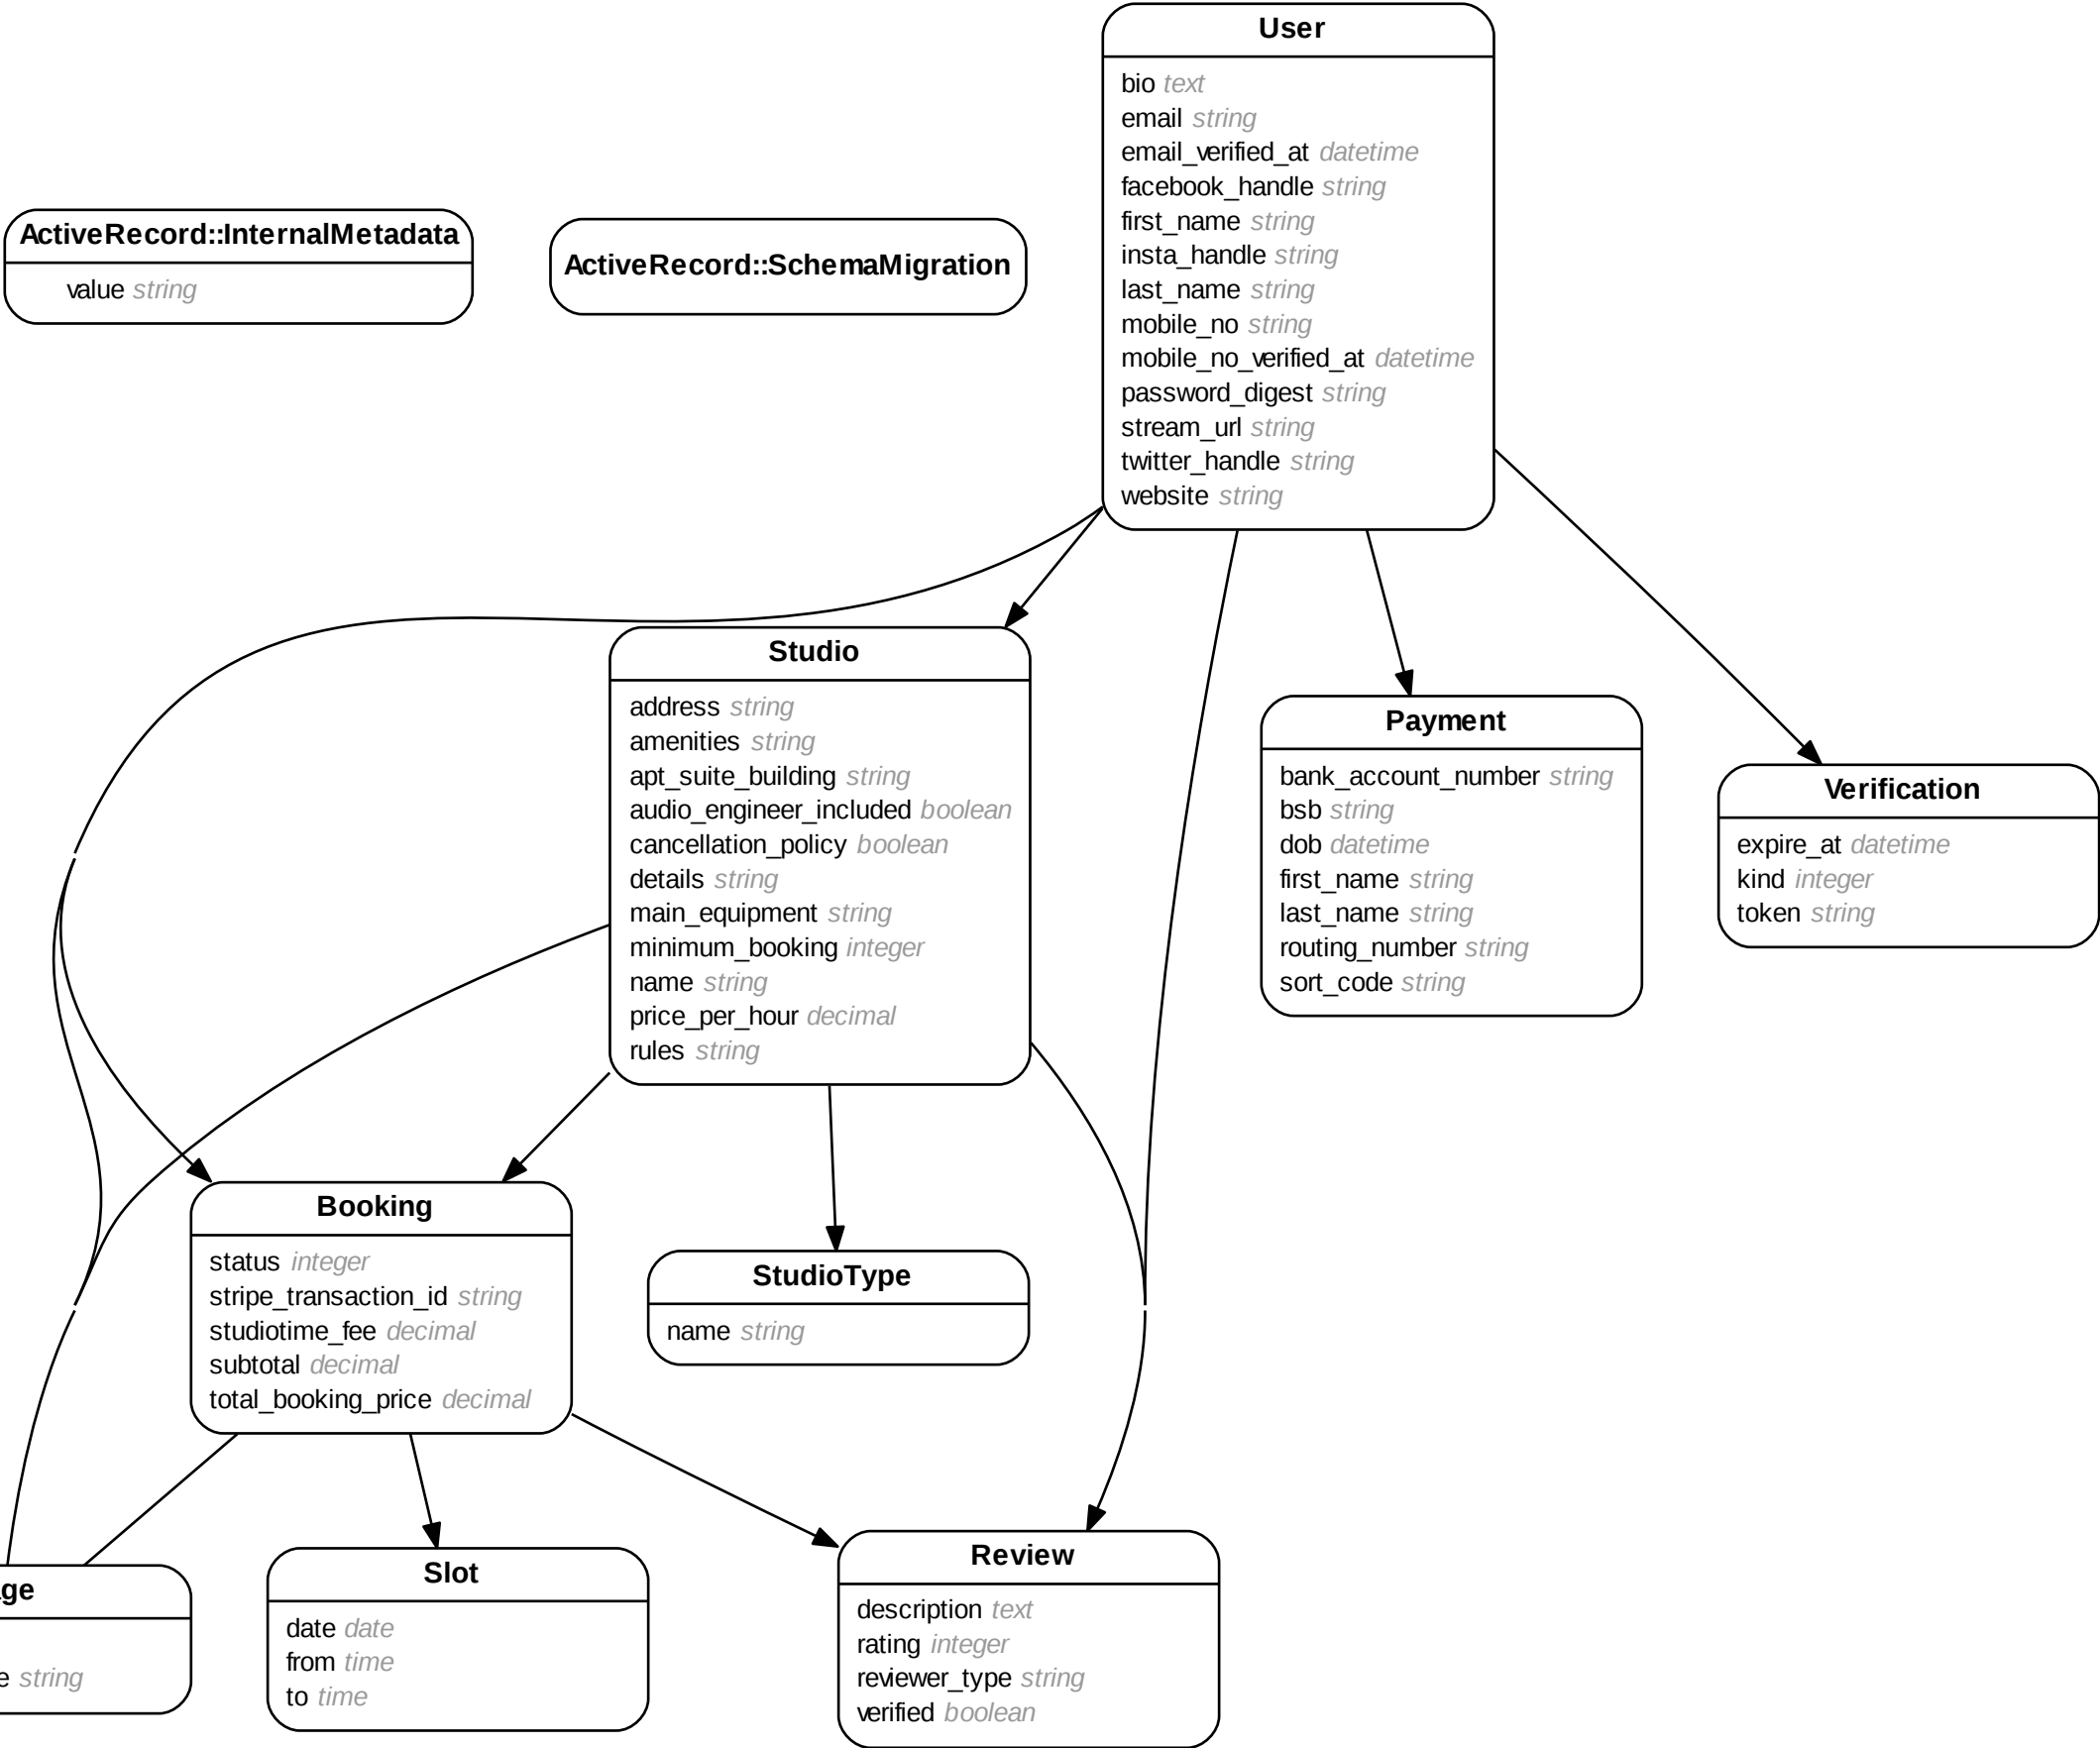 User
bio text
email string
email_verified_at datetime
facebook_handle string
first_name string
insta_handle string
last_name string
mobile_no string
mobile_no_verified_at datetime
password_digest string
stream_url string
twitter_handle string
website string
ActiveRecord::InternalMetadata
value string
ActiveRecord::SchemaMigration
Studio
address string
amenities string
apt_suite_building string
audio_engineer_included boolean
cancellation_policy boolean
details string
main_equipment string
minimum_booking integer
name string
price_per_hour decimal
rules string
Payment
bank_account_number string
bsb string
dob datetime
first_name string
last_name string
routing_number string
sort_code string
Verification
expire_at datetime
kind integer
token string
Booking
status integer
stripe_transaction_id string
studiotime_fee decimal
subtotal decimal
total_booking_price decimal
StudioType
name string
ge
e string
Slot
date date
from time
to time
Review
description text
rating integer
reviewer_type string
verified boolean